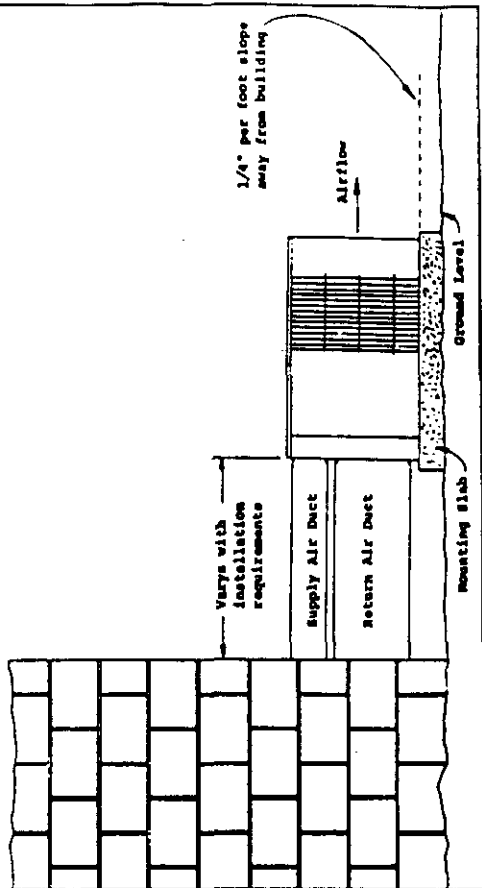 1/4" per foot slope
away from building
Airflow
Varys with
installation
requirements
Supply Air Duct
Return Air Duct
Mounting Slab
Ground Level